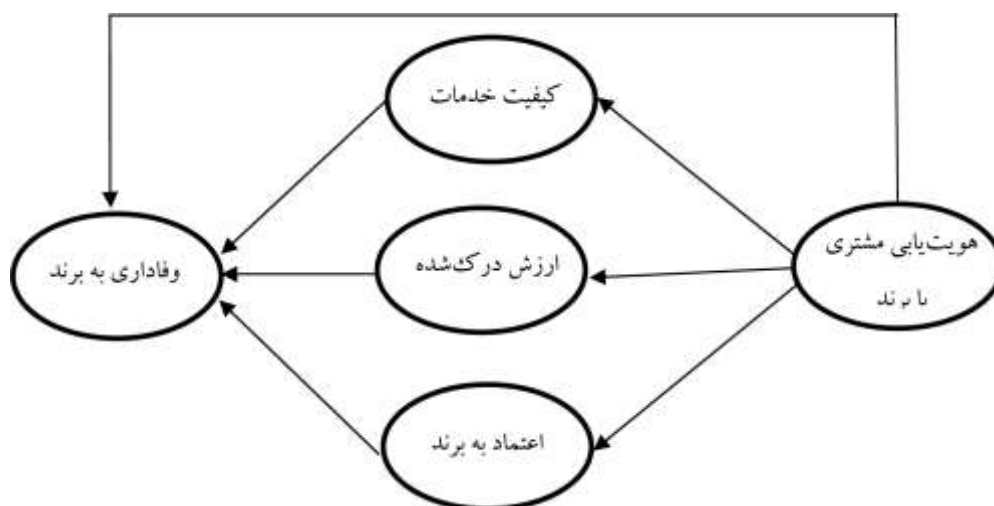 کیفیت خدمات
هویت‌یابی مشتری
با برند
ارزش درک‌شده
وفاداری به برند
اعتماد به برند